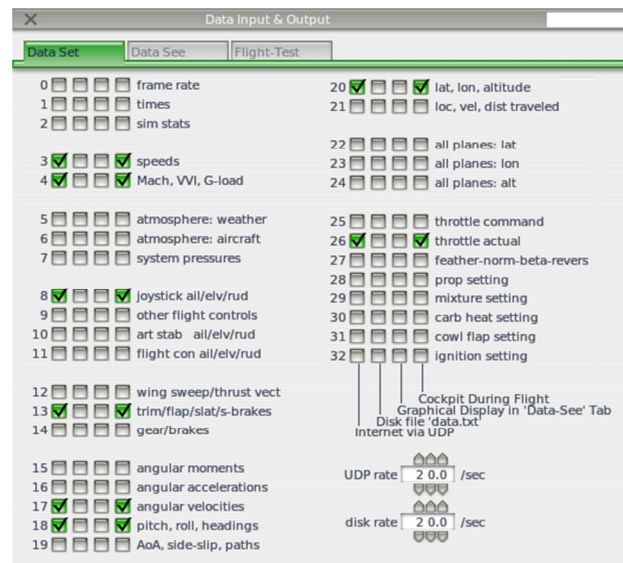 Data Input & Output
Data Set
Data See
Flight-Test
0 frame rate
1 times
2 sim stats
3 speeds
4 Mach, VVI, G-load
5 atmosphere: weather
6 atmosphere: aircraft
7 system pressures
8 joystick ail/elv/rud
9 other flight controls
10 art stab ail/elv/rud
11 flight con ail/elv/rud
12 wing sweep/thrust vect
13 trim/flap/slat/s-brakes
14 gear/brakes
15 angular moments
16 angular accelerations
17 angular velocities
18 pitch, roll, headings
19 AoA, side-slip, paths
20 lat, lon, altitude
21 loc, vel, dist traveled
22 all planes: lat
23 all planes: lon
24 all planes: alt
25 throttle command
26 throttle actual
27 feather-norm-beta-revers
28 prop setting
29 mixture setting
30 carb heat setting
31 cowl flap setting
32 ignition setting
Cockpit During Flight
Graphical Display in 'Data-See' Tab
Disk file 'data.txt'
Internet via UDP
UDP rate 2 0.0 /sec
disk rate 2 0.0 /sec